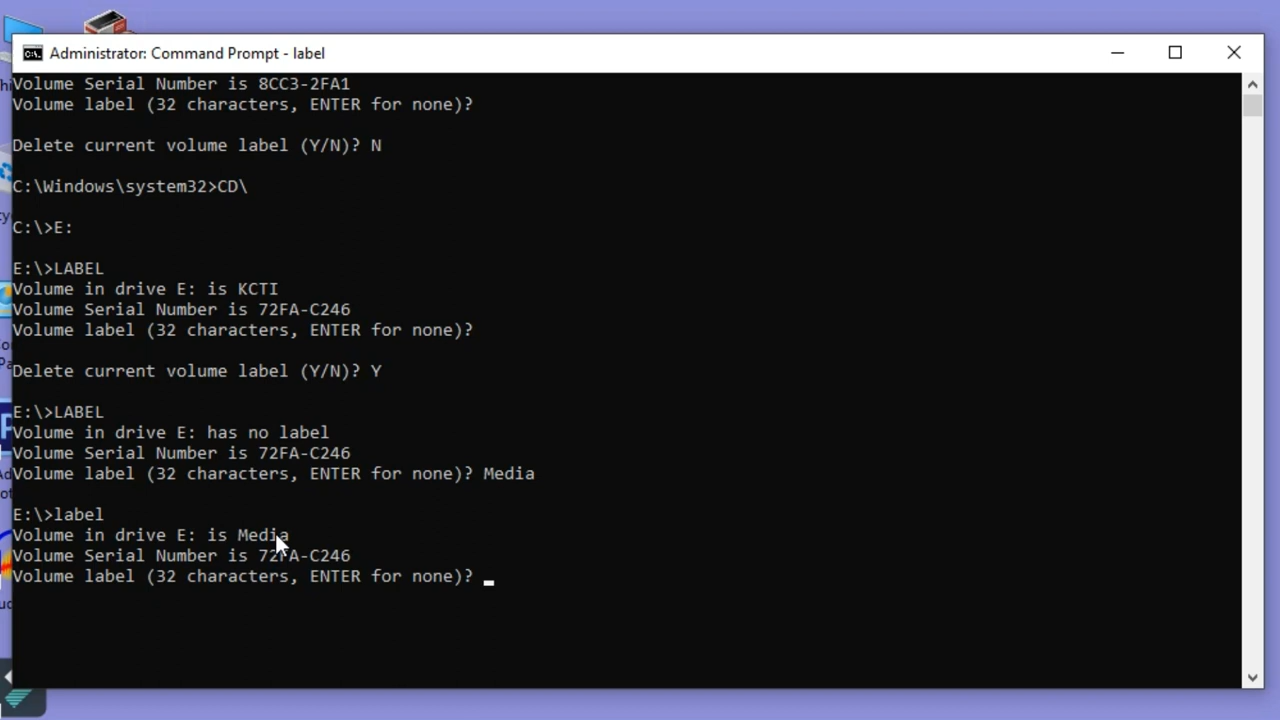 Administrator: Command Prompt - label
Volume Serial Number is 8CC3-2FA1
Volume label (32 characters, ENTER for none)?
Delete current volume label (Y/N)? N
C:\Windows\system32>CD\
C:\>E:
E:\>LABEL
Volume in drive E: is KCTI
Volume Serial Number is 72FA-C246
Volume label (32 characters, ENTER for none)?
Delete current volume label (Y/N)? Y
E:\>LABEL
Volume in drive E: has no label
Volume Serial Number is 72FA-C246
Volume label (32 characters, ENTER for none)? Media
E:\>label
Volume in drive E: is Media
Volume Serial Number is 72FA-C246
Volume label (32 characters, ENTER for none)?